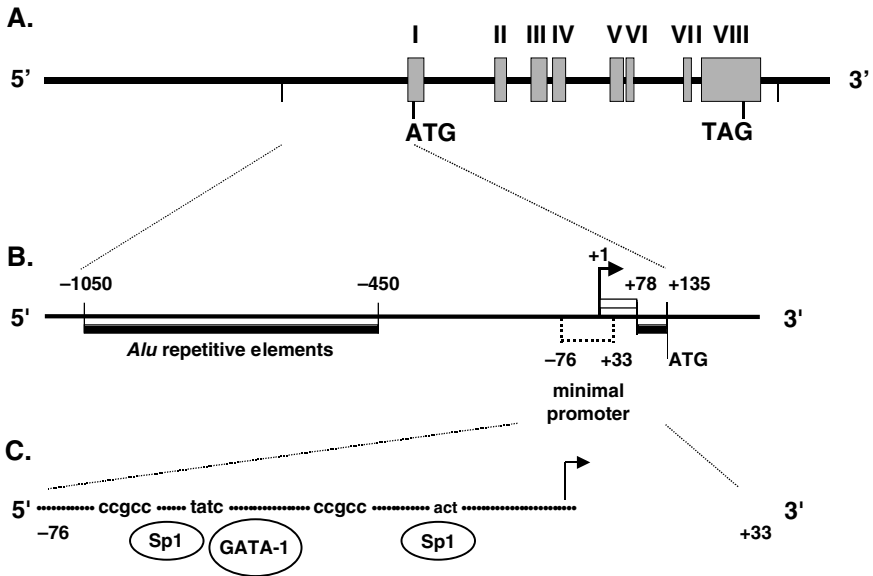 A.
I II III IV V VI VII VIII
5’ 3’
ATG TAG
B.
+1
–1050 –450 +78 +135
5' 3'
Alu repetitive elements –76 +33 ATG
minimal
promoter
C.
5' ccgcc tatc ccgcc act 3'
–76 Sp1 GATA-1 Sp1 +33